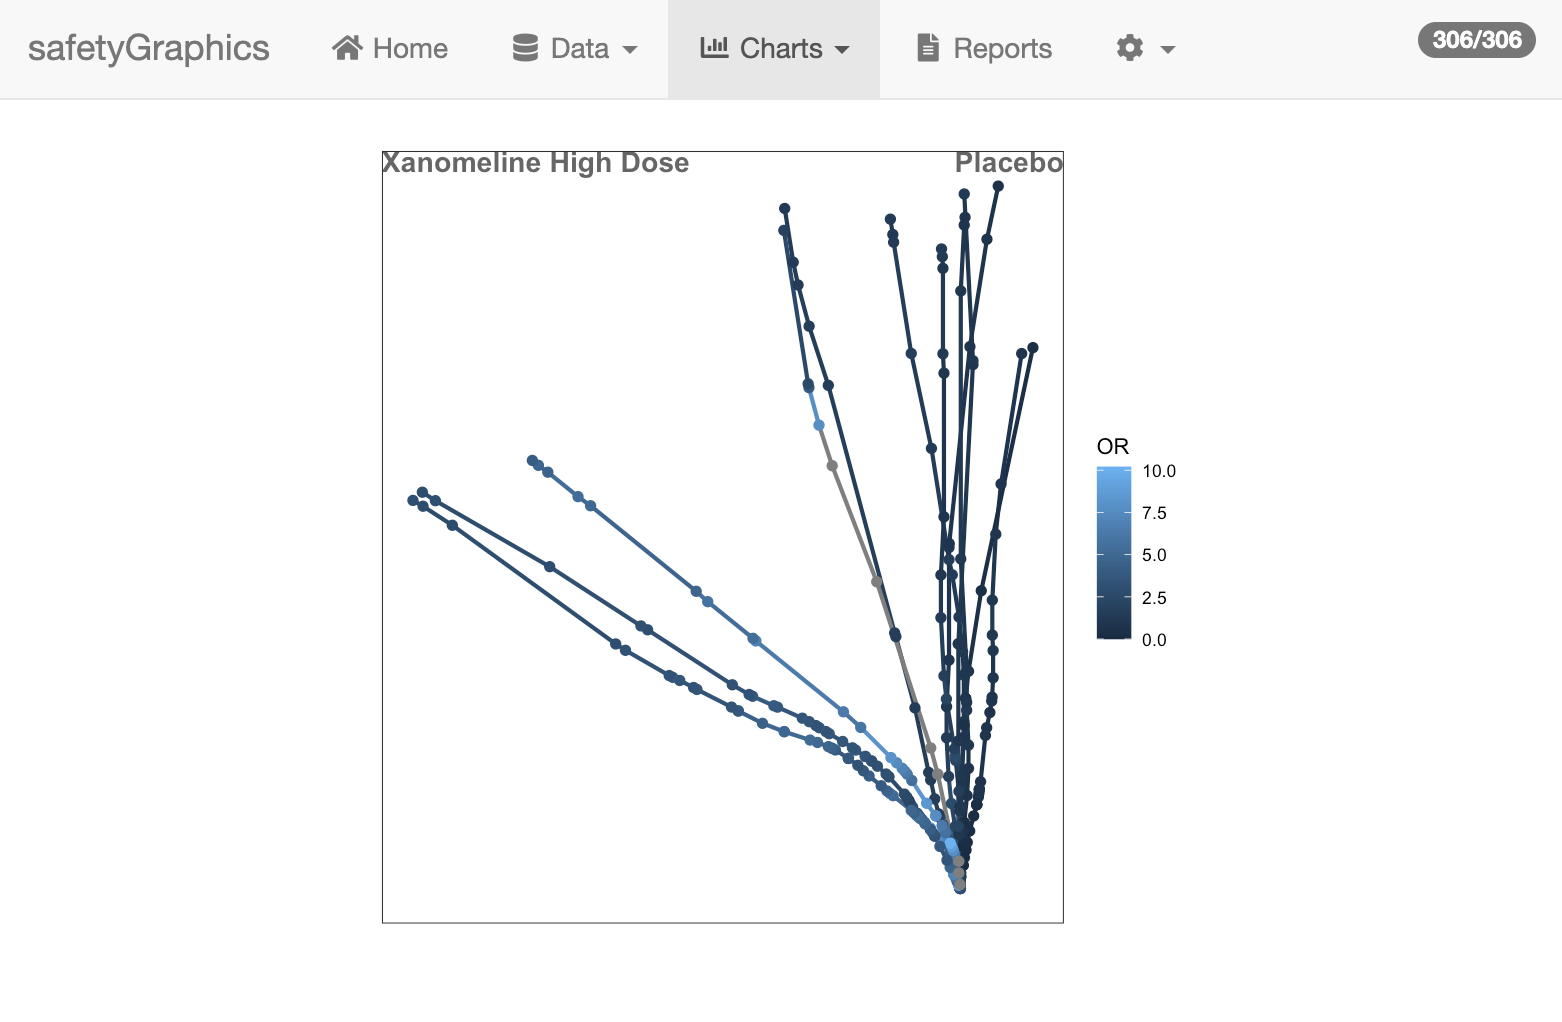 safetyGraphics Home Data Charts Reports 306/306
Xanomeline High Dose Placebo
OR
10.0
7.5
5.0
2.5
0.0